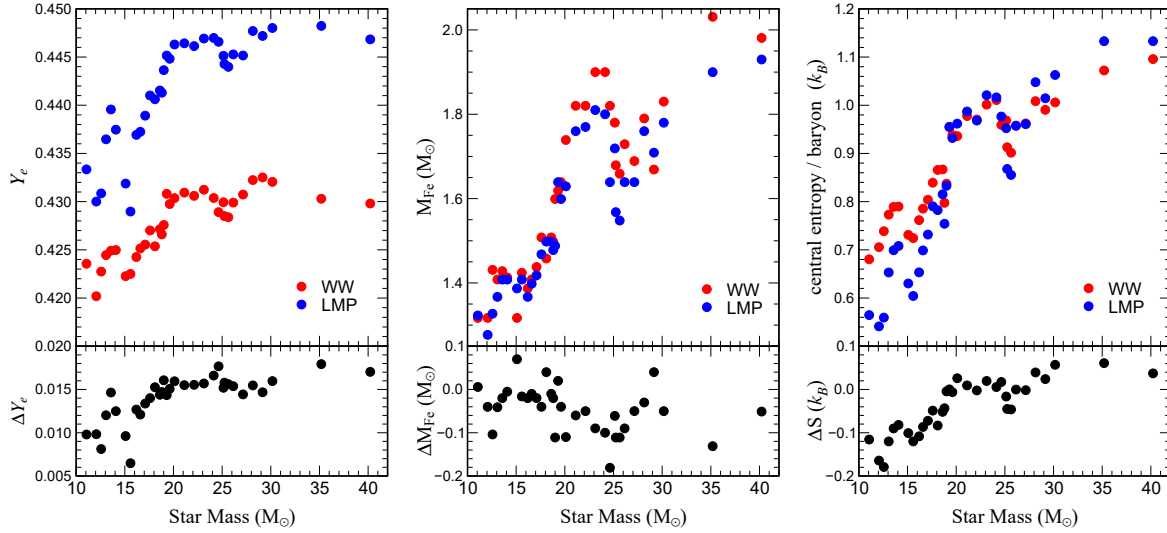 0.450
0.445
0.440
0.435
0.430
0.425
0.420
0.020
0.015
0.010
0.005
Y_e
ΔY_e
WW
LMP
10 15 20 25 30 35 40
Star Mass (M⊙)
2.0
1.8
1.6
1.4
0.1
0.0
−0.1
−0.2
M_Fe (M⊙)
ΔM_Fe (M⊙)
WW
LMP
10 15 20 25 30 35 40
Star Mass (M⊙)
1.2
1.1
1.0
0.9
0.8
0.7
0.6
0.1
0.0
−0.1
−0.2
central entropy / baryon (k_B)
ΔS (k_B)
WW
LMP
10 15 20 25 30 35 40
Star Mass (M⊙)